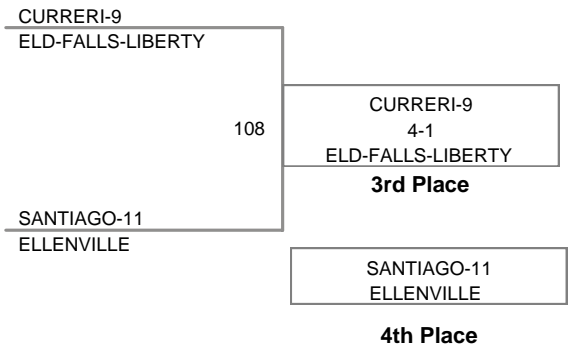 CURRERI-9
ELD-FALLS-LIBERTY
108
CURRERI-9
4-1
ELD-FALLS-LIBERTY
3rd Place
SANTIAGO-11
ELLENVILLE
SANTIAGO-11
ELLENVILLE
4th Place